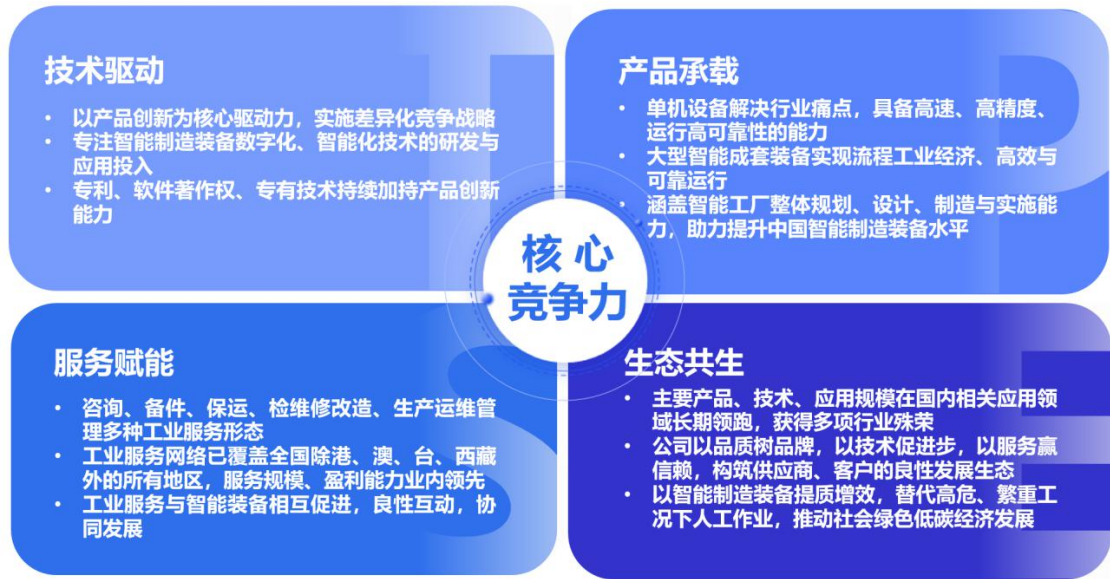 技术驱动
• 以产品创新为核心驱动力，实施差异化竞争战略
• 专注智能制造装备数字化、智能化技术的研发与
应用投入
• 专利、软件著作权、专有技术持续加持产品创新
能力
T
产品承载
• 单机设备解决行业痛点，具备高速、高精度、
运行高可靠性的能力
• 大型智能成套装备实现流程工业经济、高效与
可靠运行
• 涵盖智能工厂整体规划、设计、制造与实施能
力，助力提升中国智能制造装备水平
P
核 心
竞争力
服务赋能
• 咨询、备件、保运、检维修改造、生产运维管
理多种工业服务形态
• 工业服务网络已覆盖全国除港、澳、台、西藏
外的所有地区，服务规模、盈利能力业内领先
• 工业服务与智能装备相互促进，良性互动，协
同发展
S
生态共生
• 主要产品、技术、应用规模在国内相关应用领
域长期领跑，获得多项行业殊荣
• 公司以品质树品牌，以技术促进步，以服务赢
信赖，构筑供应商、客户的良性发展生态
• 以智能制造装备提质增效，替代高危、繁重工
况下人工作业，推动社会绿色低碳经济发展
E